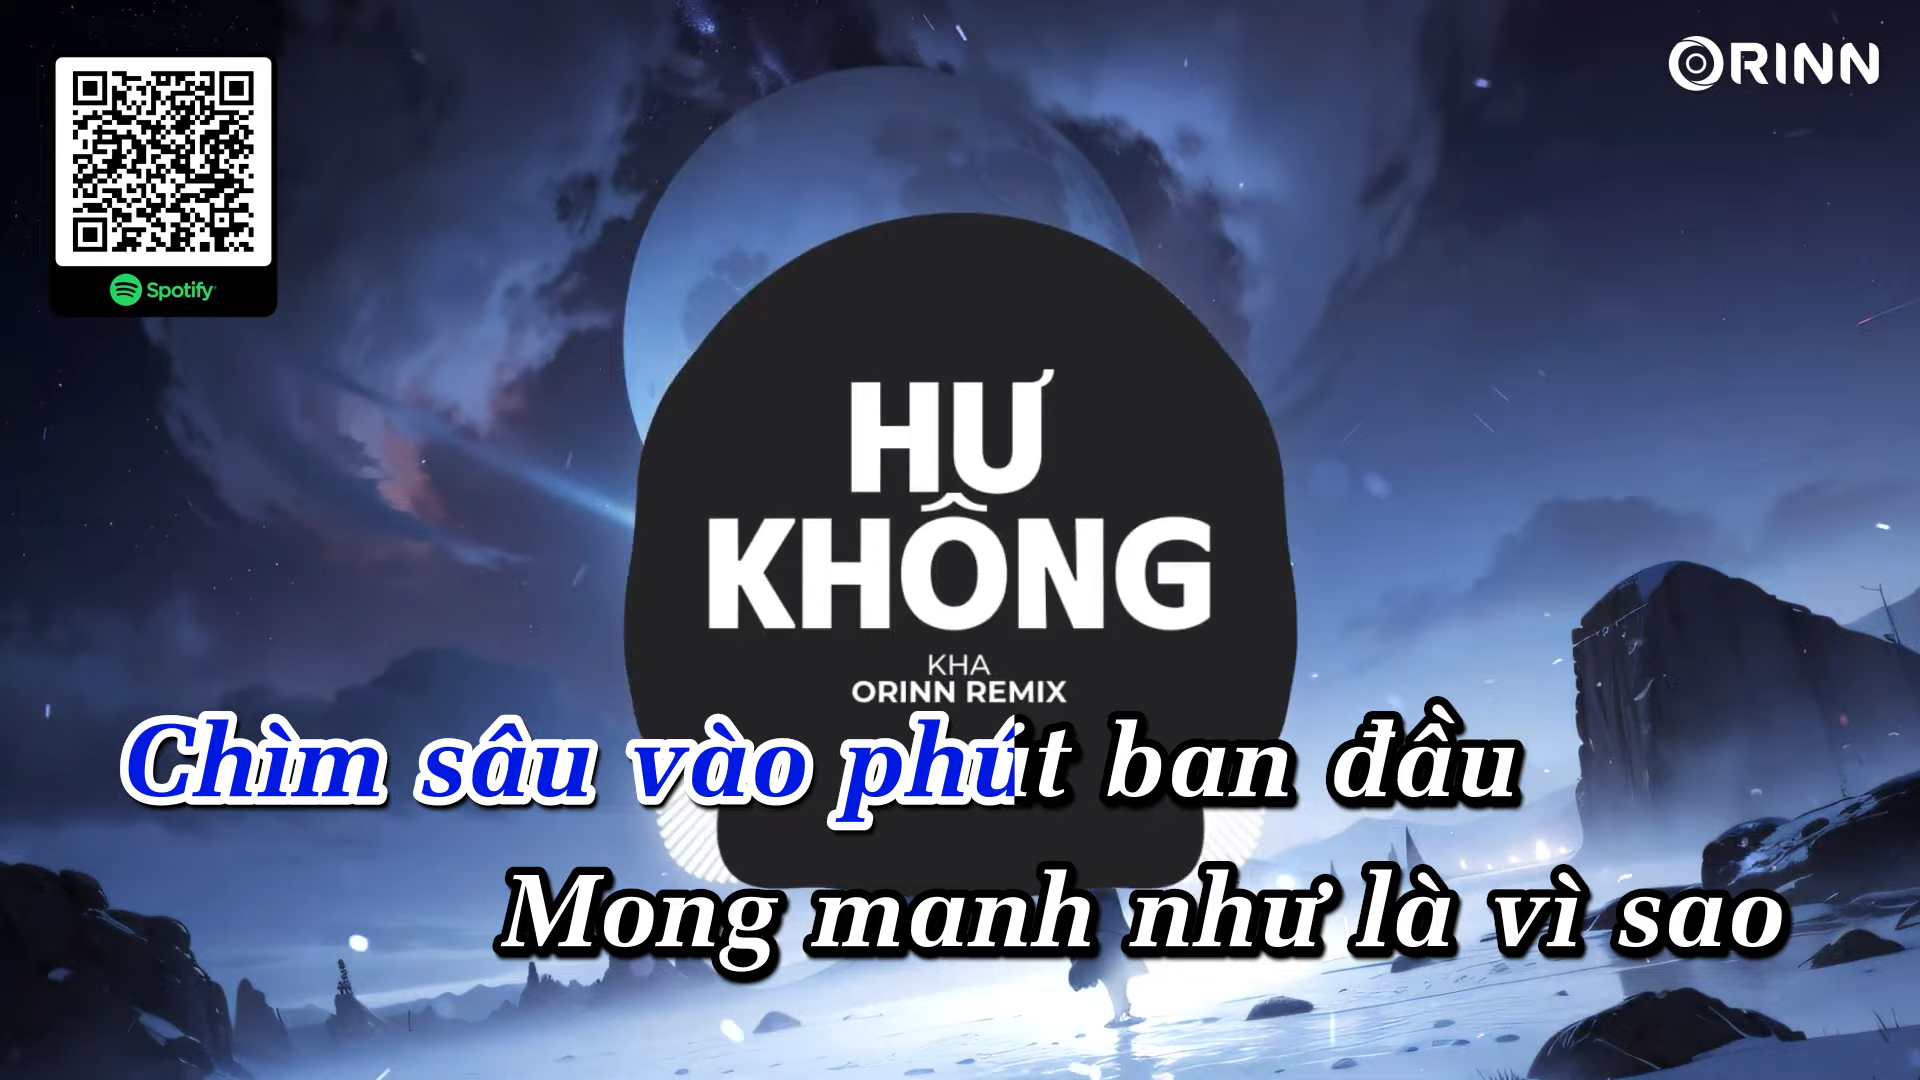 ORINN
Spotify
HƯ
KHÔNG
KHA
ORINN REMIX
Chìm sâu vào phút ban đầu
Mong manh như là vì sao